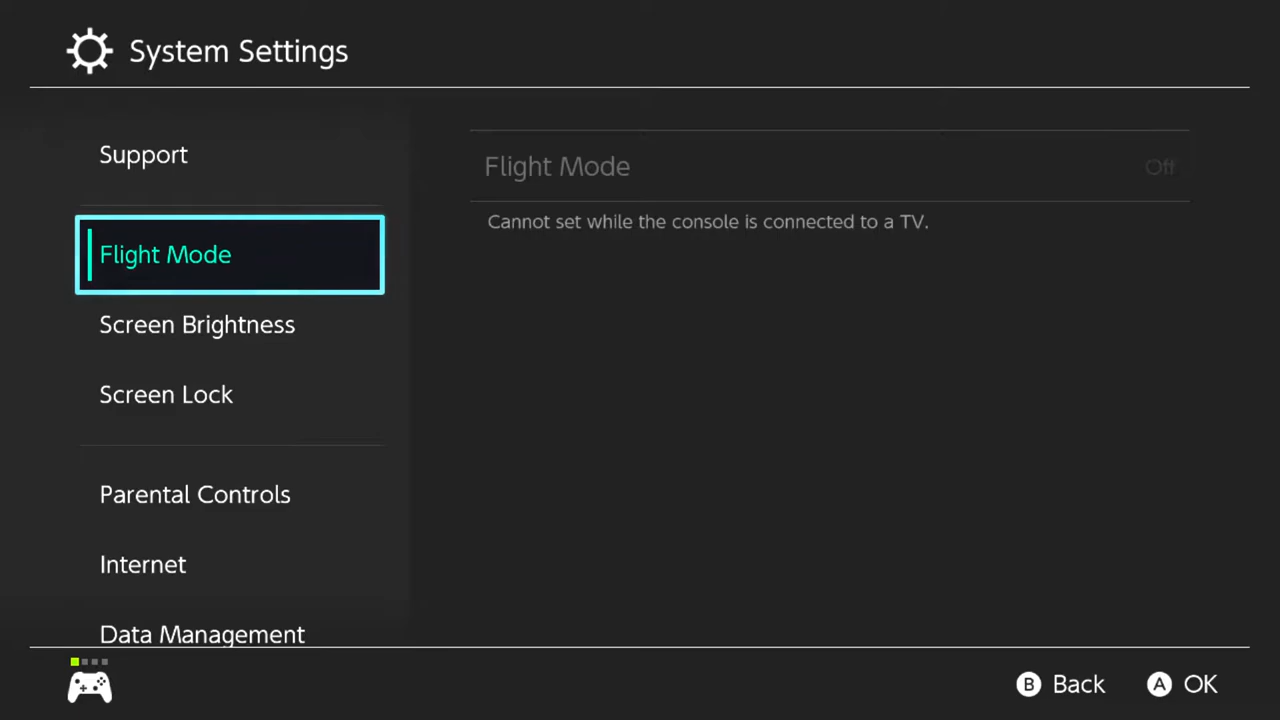 System Settings
Support
Flight Mode
Screen Brightness
Screen Lock
Parental Controls
Internet
Data Management
Flight Mode Off
Cannot set while the console is connected to a TV.
B Back A OK